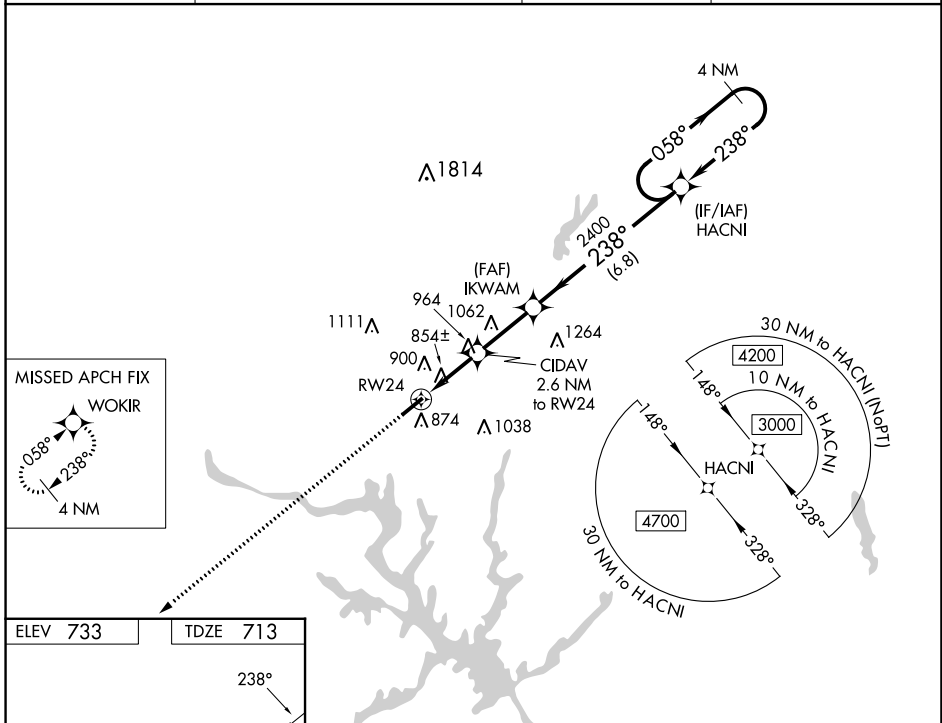 4 NM
058°
238°
1814
(IF/IAF)
HACNI
2400
238°
(6.8)
(FAF)
IKWAM
964
1062
1111
854±
1264
900
CIDAV
2.6 NM
to RW24
RW24
874
1038
30 NM to HACNI (NoPT)
4200
10 NM to HACNI
148°
3000
148°
HACNI
328°
4700
328°
30 NM to HACNI
MISSED APCH FIX
WOKIR
058°
238°
4 NM
ELEV 733
TDZE 713
238°